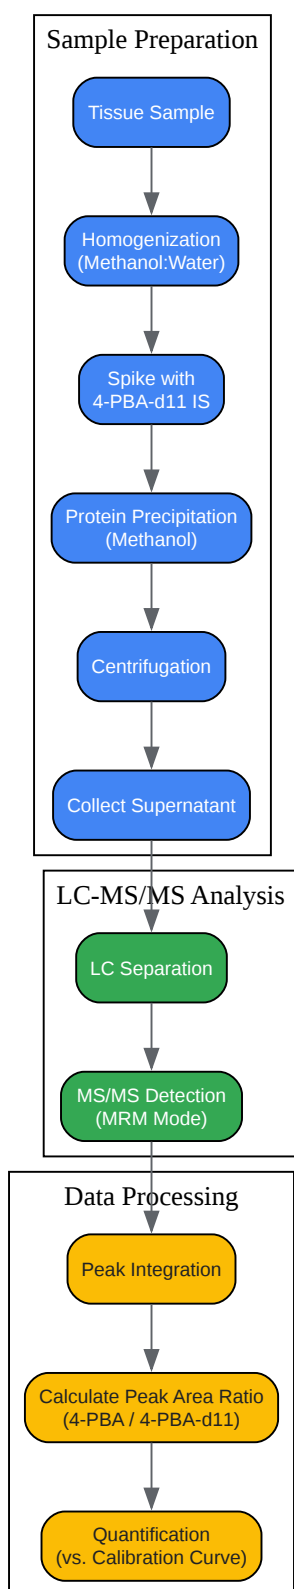 Sample Preparation
Tissue Sample
Homogenization
(Methanol:Water)
Spike with
4-PBA-d11 IS
Protein Precipitation
(Methanol)
Centrifugation
Collect Supernatant
LC-MS/MS Analysis
LC Separation
MS/MS Detection
(MRM Mode)
Data Processing
Peak Integration
Calculate Peak Area Ratio
(4-PBA / 4-PBA-d11)
Quantification
(vs. Calibration Curve)